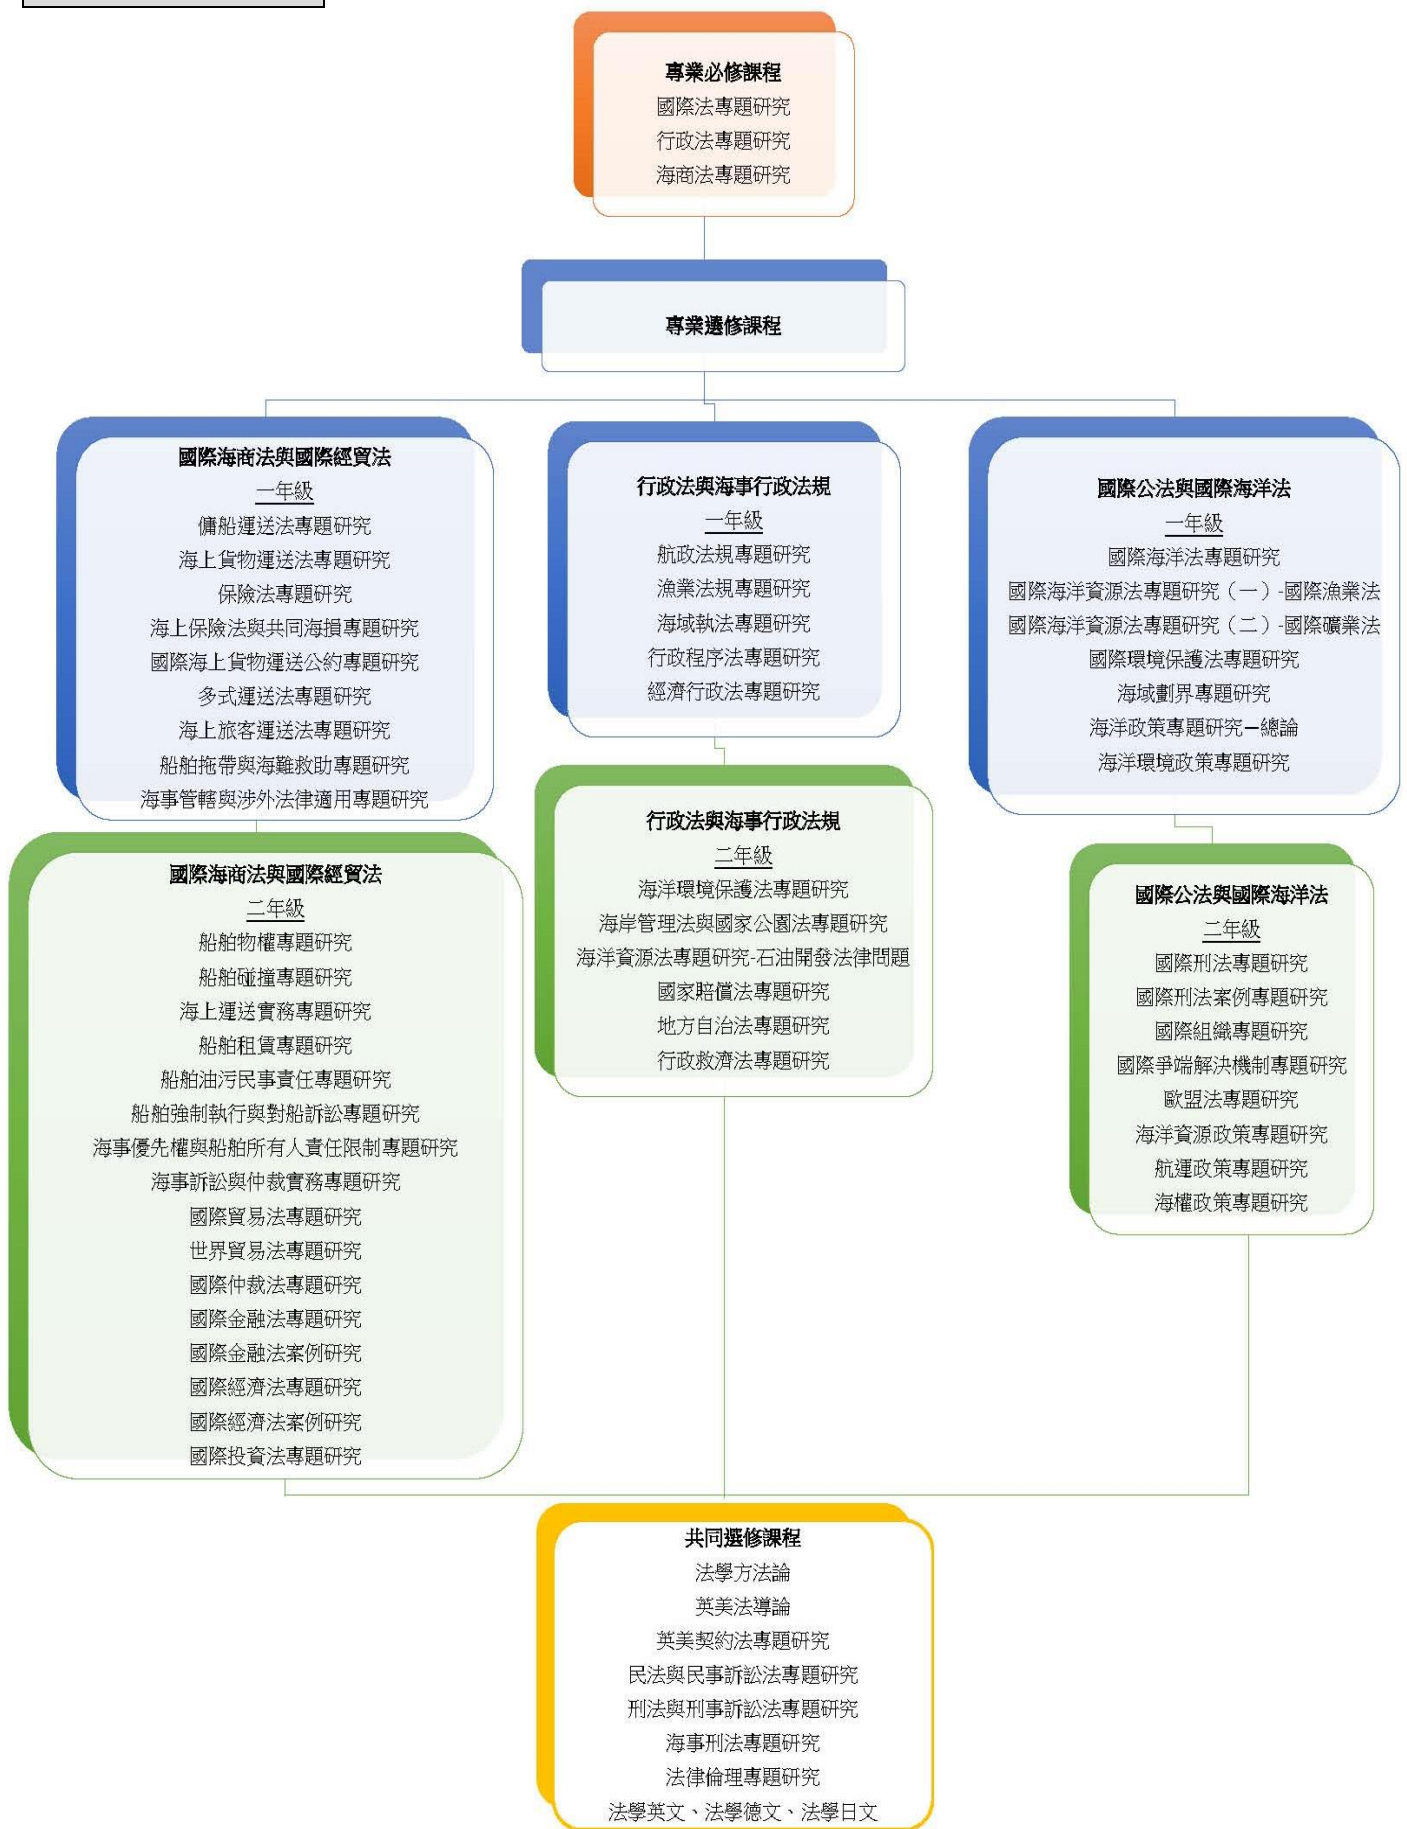 專業必修課程
國際法專題研究
行政法專題研究
海商法專題研究
專業選修課程
國際海商法與國際經貿法
一年級
傭船運送法專題研究
海上貨物運送法專題研究
保險法專題研究
海上保險法與共同海損專題研究
國際海上貨物運送公約專題研究
多式運送法專題研究
海上旅客運送法專題研究
船舶拖帶與海難救助專題研究
海事管轄與涉外法律適用專題研究
行政法與海事行政法規
一年級
航政法規專題研究
漁業法規專題研究
海域執法專題研究
行政程序法專題研究
經濟行政法專題研究
國際公法與國際海洋法
一年級
國際海洋法專題研究
國際海洋資源法專題研究（一）-國際漁業法
國際海洋資源法專題研究（二）-國際礦業法
國際環境保護法專題研究
海域劃界專題研究
海洋政策專題研究－總論
海洋環境政策專題研究
國際海商法與國際經貿法
二年級
船舶物權專題研究
船舶碰撞專題研究
海上運送實務專題研究
船舶租賃專題研究
船舶油污民事責任專題研究
船舶強制執行與對船訴訟專題研究
海事優先權與船舶所有人責任限制專題研究
海事訴訟與仲裁實務專題研究
國際貿易法專題研究
世界貿易法專題研究
國際仲裁法專題研究
國際金融法專題研究
國際金融法案例研究
國際經濟法專題研究
國際經濟法案例研究
國際投資法專題研究
行政法與海事行政法規
二年級
海洋環境保護法專題研究
海岸管理法與國家公園法專題研究
海洋資源法專題研究-石油開發法律問題
國家賠償法專題研究
地方自治法專題研究
行政救濟法專題研究
國際公法與國際海洋法
二年級
國際刑法專題研究
國際刑法案例專題研究
國際組織專題研究
國際爭端解決機制專題研究
歐盟法專題研究
海洋資源政策專題研究
航運政策專題研究
海權政策專題研究
共同選修課程
法學方法論
英美法導論
英美契約法專題研究
民法與民事訴訟法專題研究
刑法與刑事訴訟法專題研究
海事刑法專題研究
法律倫理專題研究
法學英文、法學德文、法學日文